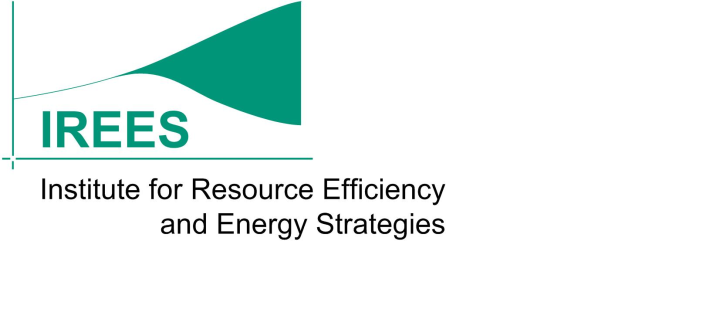 IREES
Institute for Resource Efficiency
and Energy Strategies